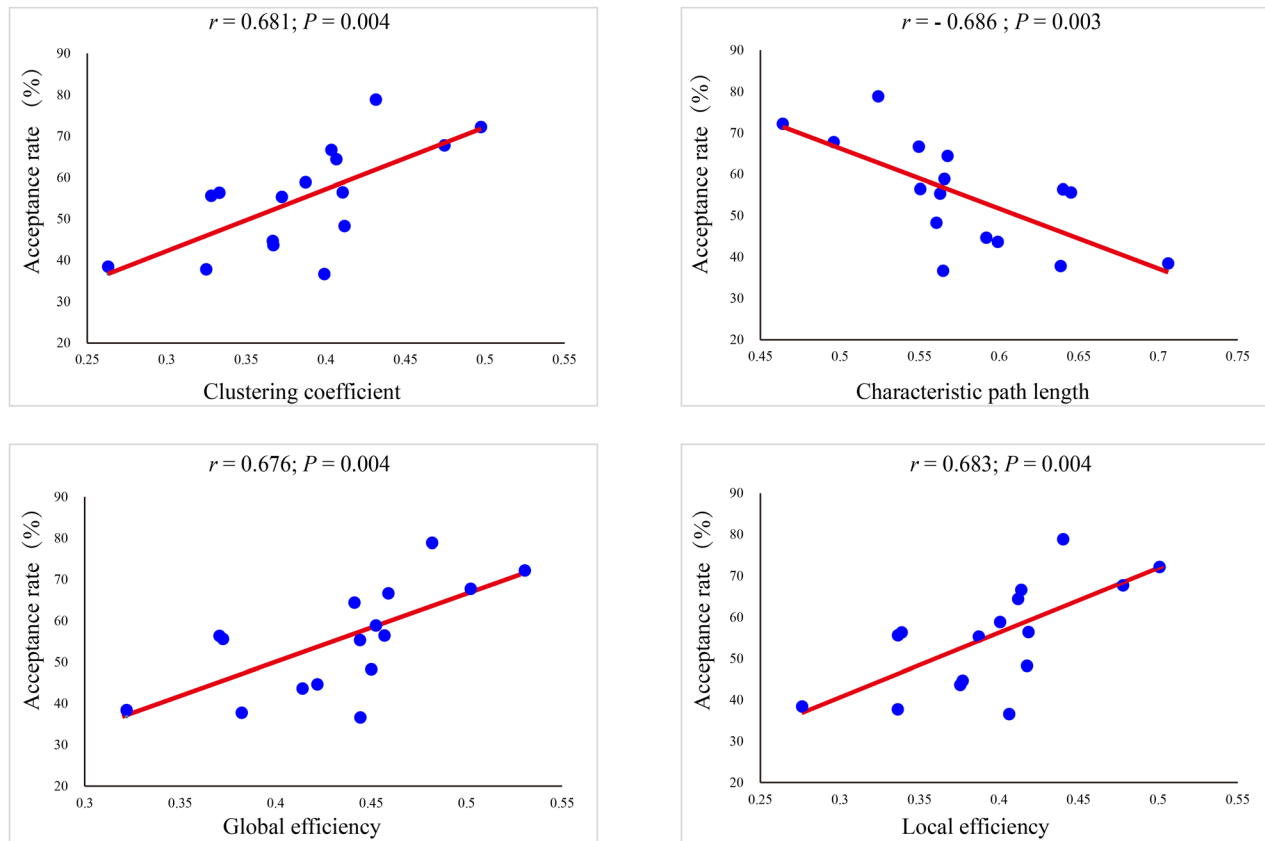 r = 0.681; P = 0.004
Acceptance rate（%）
90
80
70
60
50
40
30
20
0.25 0.3 0.35 0.4 0.45 0.5 0.55
Clustering coefficient
r = - 0.686 ; P = 0.003
Acceptance rate（%）
90
80
70
60
50
40
30
20
0.45 0.5 0.55 0.6 0.65 0.7 0.75
Characteristic path length
r = 0.676; P = 0.004
Acceptance rate（%）
90
80
70
60
50
40
30
20
0.3 0.35 0.4 0.45 0.5 0.55
Global efficiency
r = 0.683; P = 0.004
Acceptance rate（%）
90
80
70
60
50
40
30
20
0.25 0.3 0.35 0.4 0.45 0.5 0.55
Local efficiency